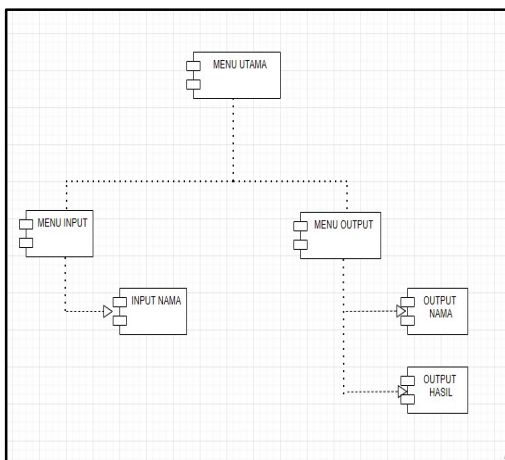 MENU UTAMA
MENU INPUT
MENU OUTPUT
INPUT NAMA
OUTPUT
NAMA
OUTPUT
HASIL